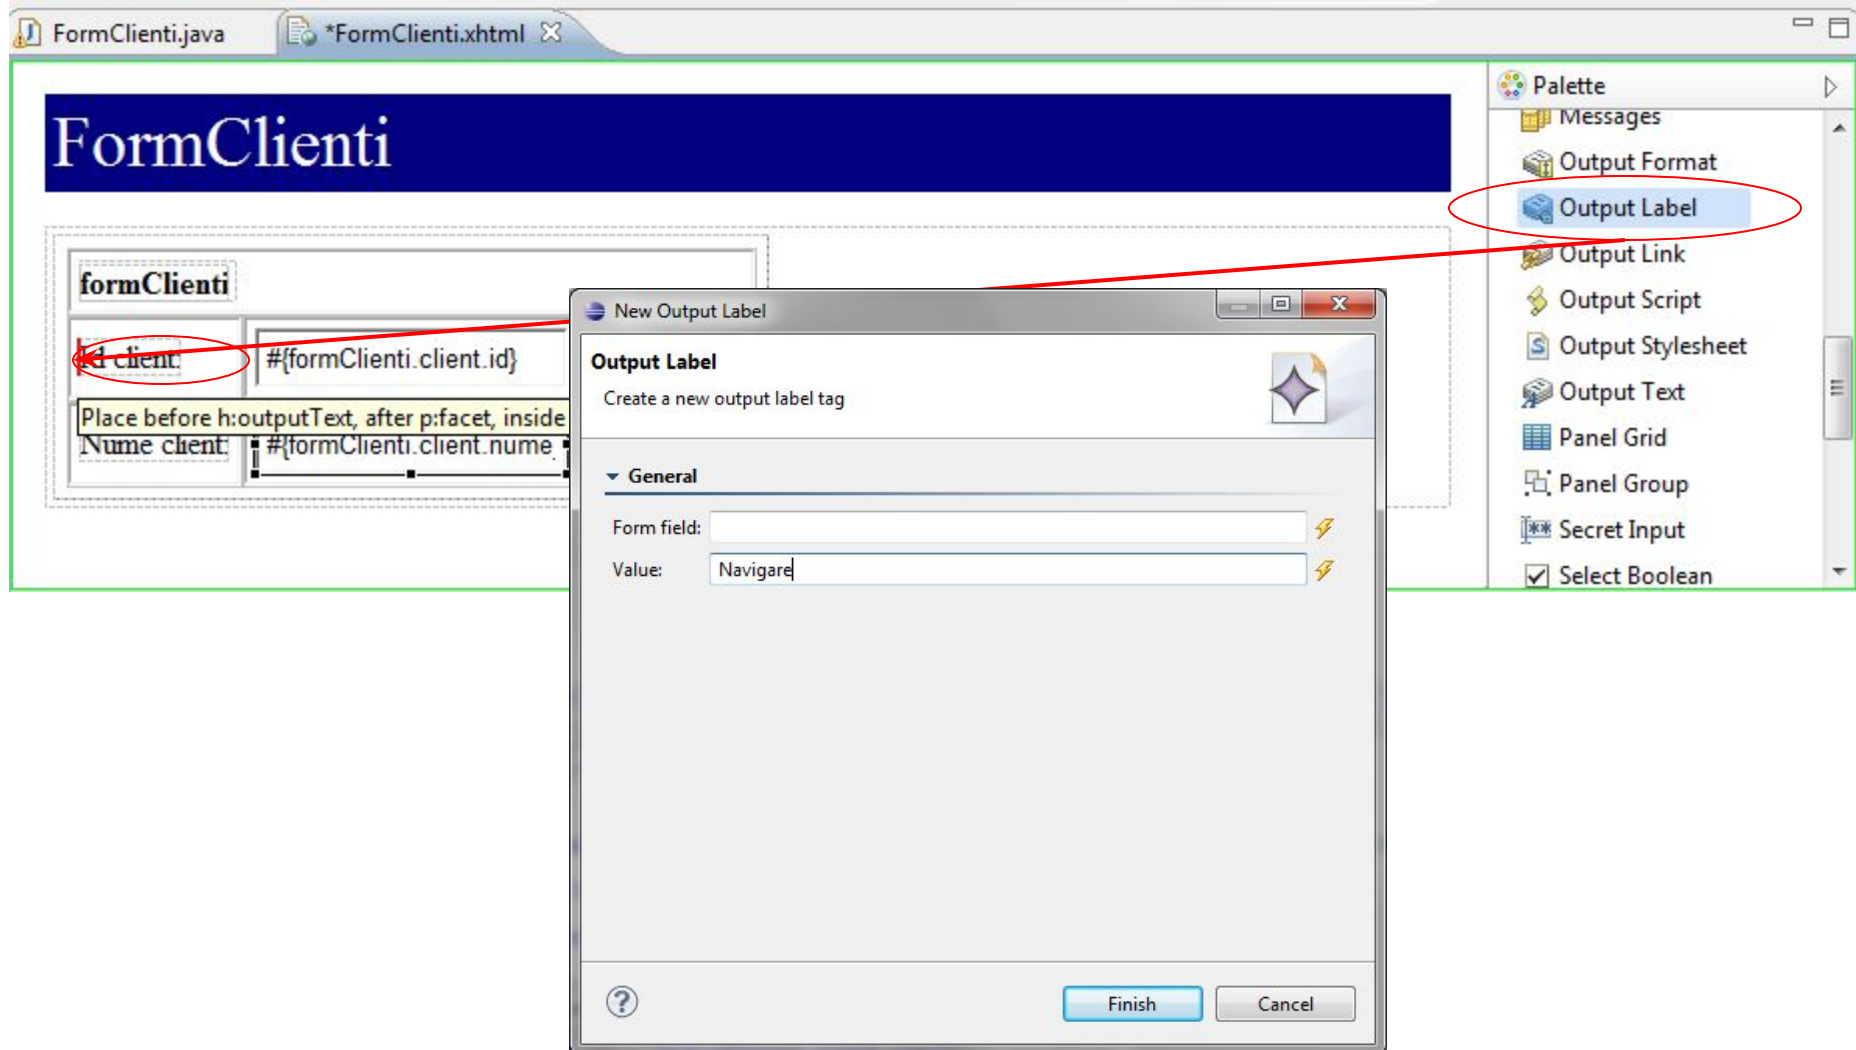 FormClienti.java
*FormClienti.xhtml
FormClienti
formClienti
Id client:
#{formClienti.client.id}
Place before h:outputText, after p:facet, inside
Nume client:
#{formClienti.client.nume
Palette
Messages
Output Format
Output Label
Output Link
Output Script
Output Stylesheet
Output Text
Panel Grid
Panel Group
Secret Input
Select Boolean
New Output Label
Output Label
Create a new output label tag
General
Form field:
Value: Navigare
Finish Cancel